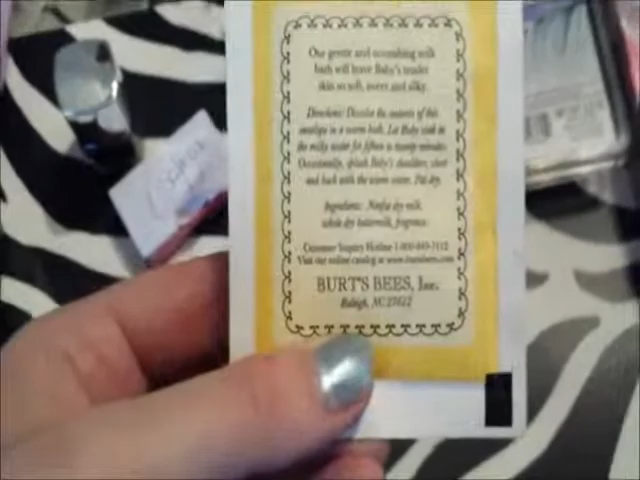 Our gentle and nourishing milk
bath will leave Baby's tender
skin so soft, sweet and silky.
Directions: Dissolve the contents of this
envelope in a warm bath. Let Baby soak in
the milky water for fifteen to twenty minutes.
Occasionally, splash Baby's shoulders, chest
and back with the warm water. Pat dry.
Ingredients: Nonfat dry milk,
whole dry buttermilk, fragrance.
Customer Inquiry Hotline 1-800-849-7112
Visit our online catalog at www.burtsbees.com
BURT'S BEES, Inc.
Raleigh, NC 27622